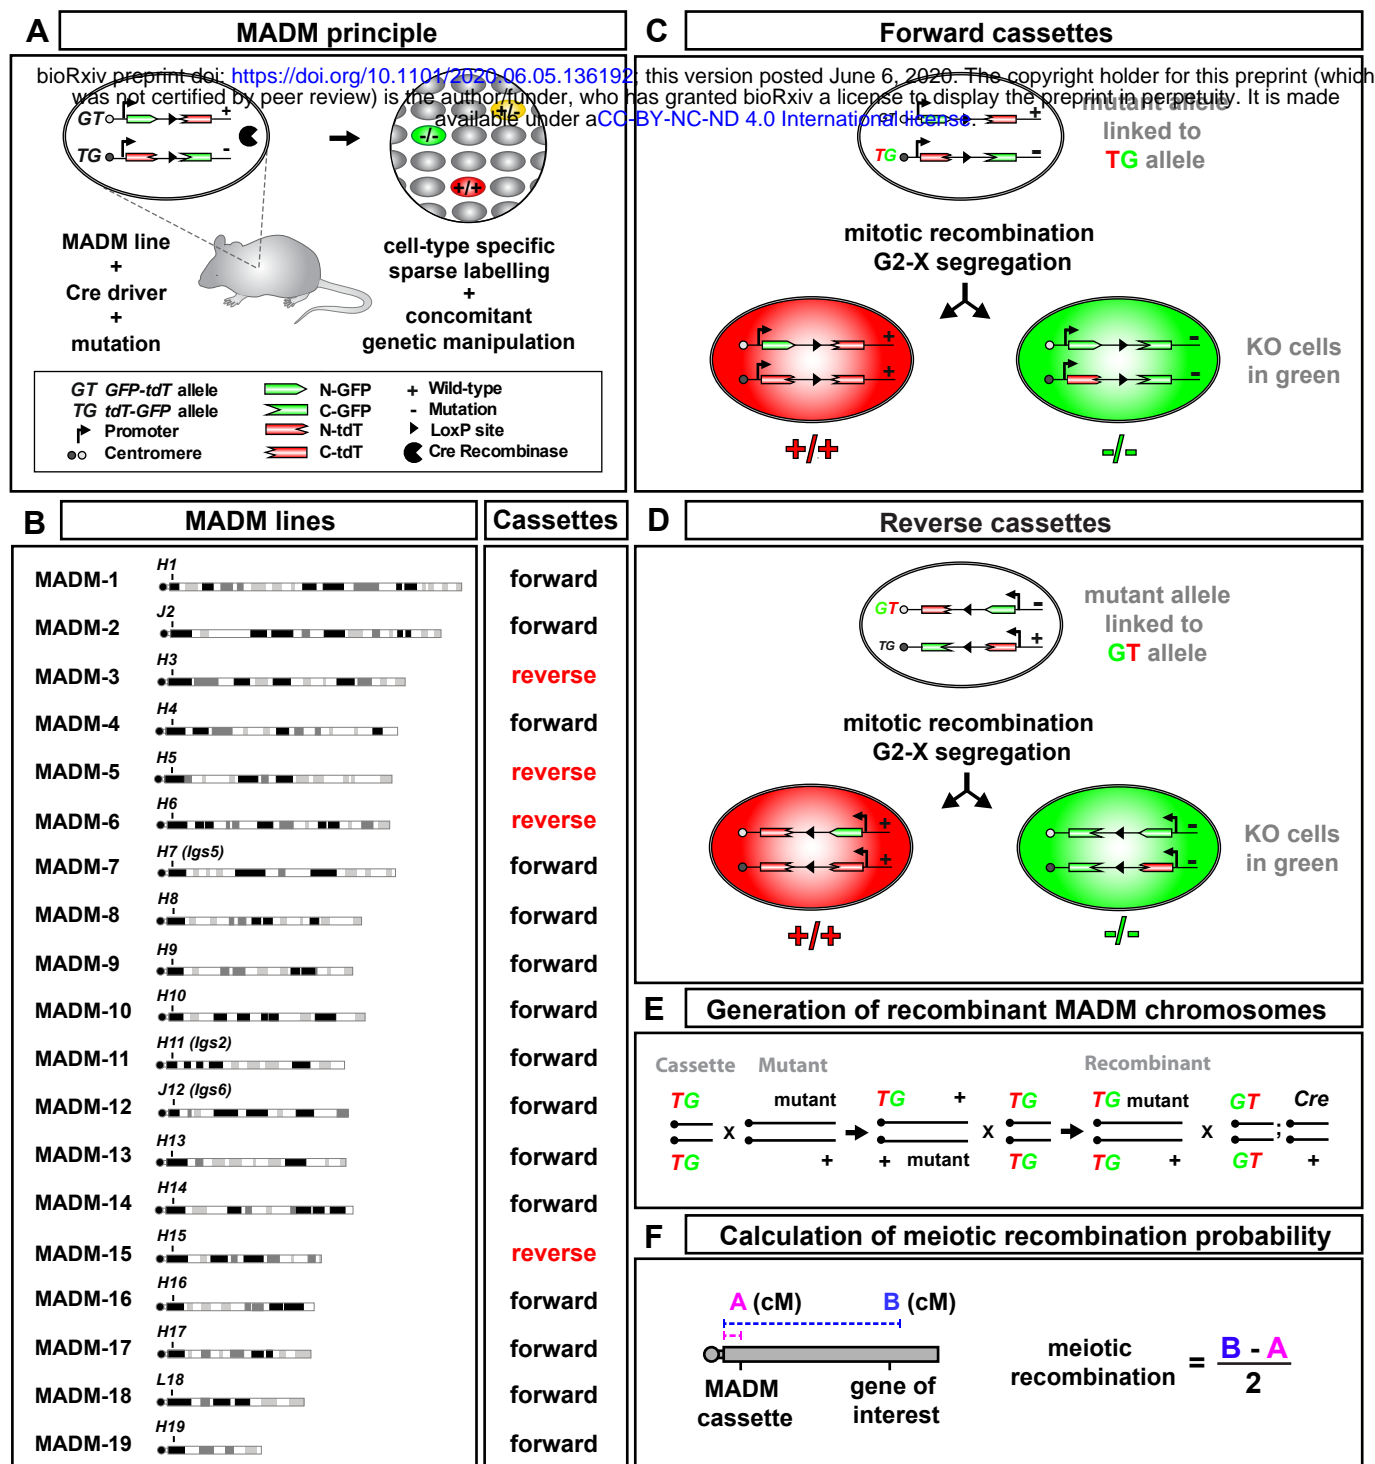 A MADM principle
bioRxiv preprint doi: https://doi.org/10.1101/2020.06.05.136192; this version posted June 6, 2020. The copyright holder for this preprint (which
was not certified by peer review) is the author/funder, who has granted bioRxiv a license to display the preprint in perpetuity. It is made
available under aCC-BY-NC-ND 4.0 International license.
GT +
TG -
+/-
-/-
+/+
MADM line
+
Cre driver
+
mutation
cell-type specific
sparse labelling
+
concomitant
genetic manipulation
GT GFP-tdT allele
TG tdT-GFP allele
Promoter
Centromere
N-GFP
C-GFP
N-tdT
C-tdT
+ Wild-type
- Mutation
LoxP site
Cre Recombinase
B MADM lines Cassettes
MADM-1 H1 forward
MADM-2 J2 forward
MADM-3 H3 reverse
MADM-4 H4 forward
MADM-5 H5 reverse
MADM-6 H6 reverse
MADM-7 H7 (Igs5) forward
MADM-8 H8 forward
MADM-9 H9 forward
MADM-10 H10 forward
MADM-11 H11 (Igs2) forward
MADM-12 J12 (Igs6) forward
MADM-13 H13 forward
MADM-14 H14 forward
MADM-15 H15 reverse
MADM-16 H16 forward
MADM-17 H17 forward
MADM-18 L18 forward
MADM-19 H19 forward
C Forward cassettes
GT +
TG -
mutant allele
linked to
TG allele
mitotic recombination
G2-X segregation
+
+
-
-
KO cells
in green
+/+
-/-
D Reverse cassettes
GT -
TG +
mutant allele
linked to
GT allele
mitotic recombination
G2-X segregation
+
+
-
-
KO cells
in green
+/+
-/-
E Generation of recombinant MADM chromosomes
Cassette Mutant Recombinant
TG mutant TG + TG TG mutant GT Cre
X X X ;
TG + + mutant TG TG + GT +
F Calculation of meiotic recombination probability
A (cM) B (cM)
MADM
cassette
gene of
interest
meiotic
recombination
= B - A
2